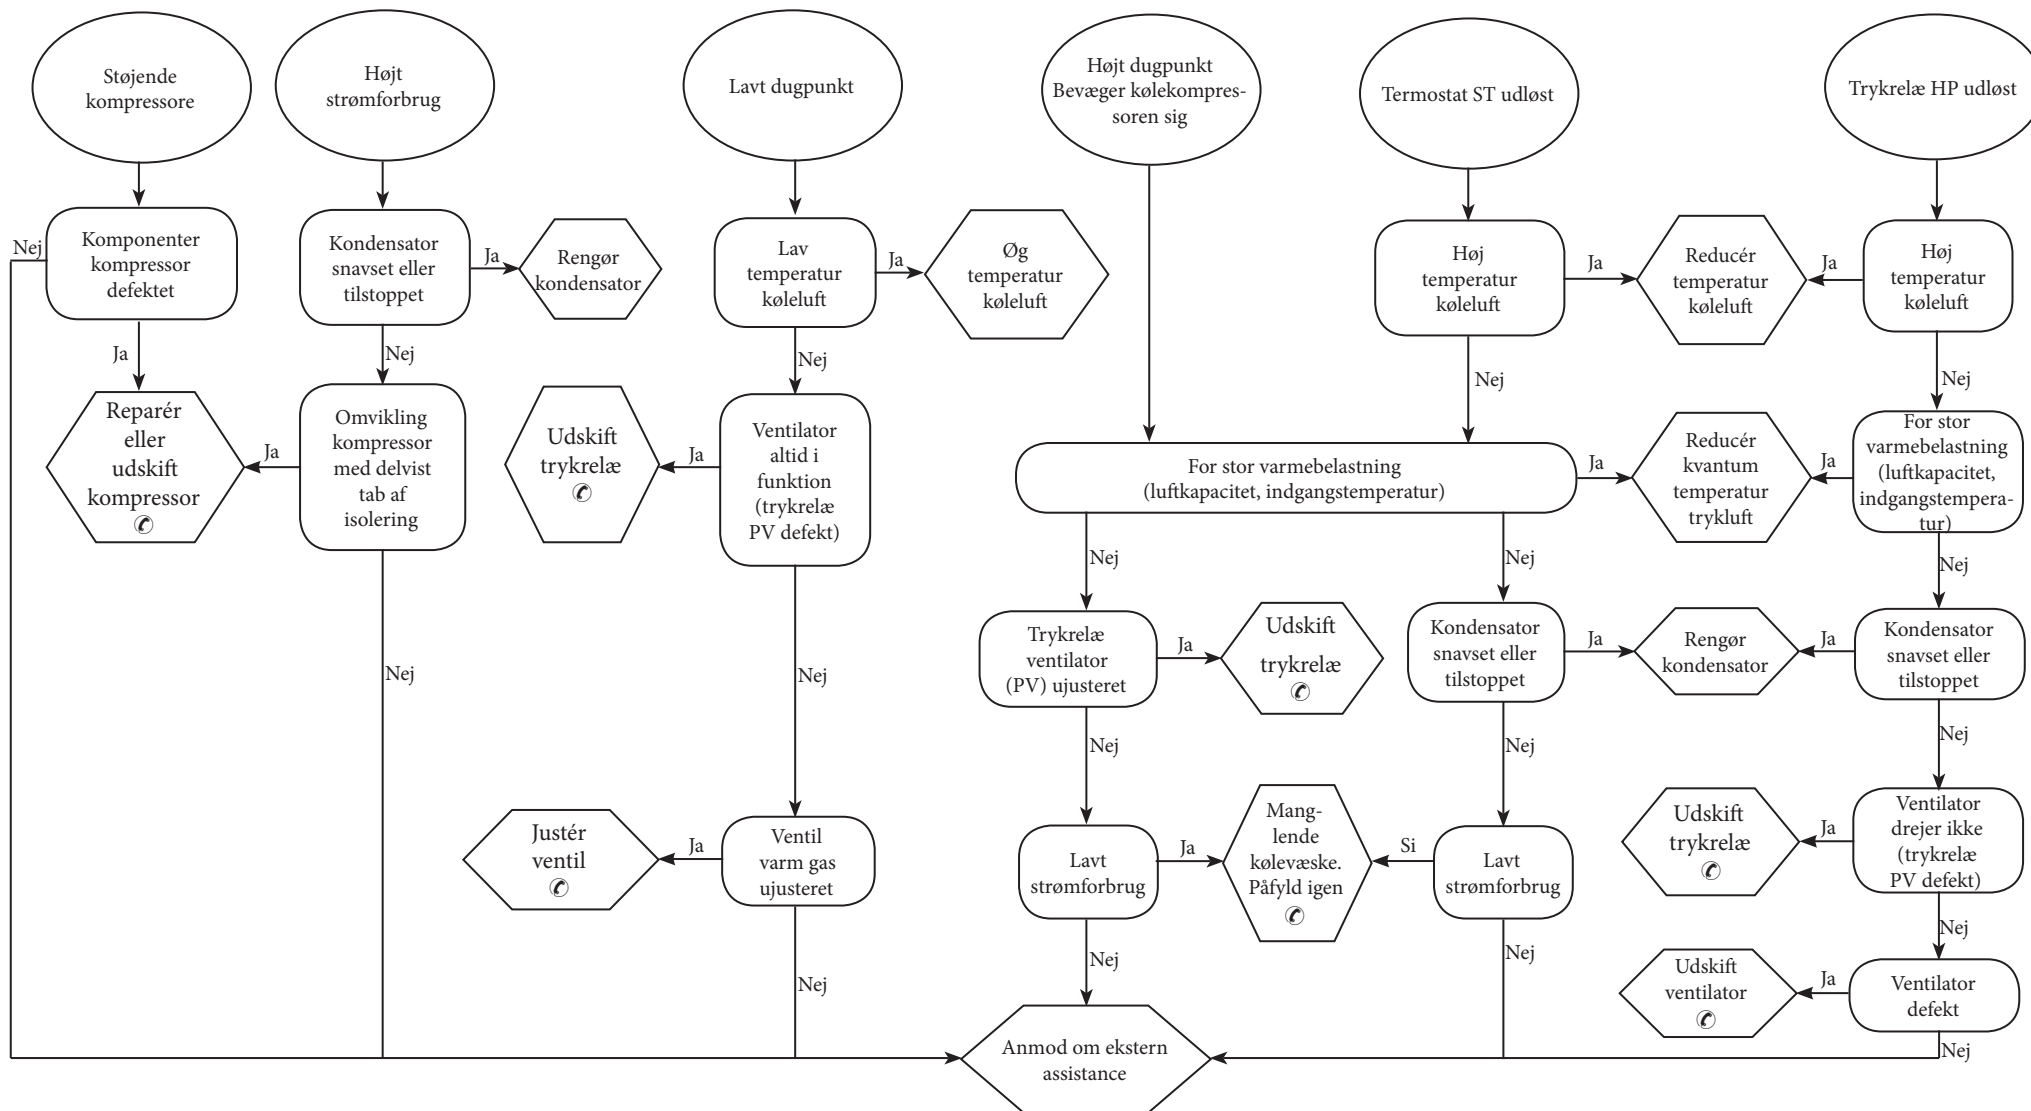 Støjende
kompressore
Højt
strømforbrug
Lavt dugpunkt
Højt dugpunkt
Bevæger kølekompres-
soren sig
Termostat ST udløst
Trykrelæ HP udløst
Nej
Komponenter
kompressor
defektet
Kondensator
snavset eller
tilstoppet
Ja
Rengør
kondensator
Lav
temperatur
køleluft
Ja
Øg
temperatur
køleluft
Høj
temperatur
køleluft
Ja
Reducér
temperatur
køleluft
Ja
Høj
temperatur
køleluft
Ja
Nej
Nej
Nej
Nej
Reparér
eller
udskift
kompressor
✆
Ja
Omvikling
kompressor
med delvist
tab af
isolering
Udskift
trykrelæ
✆
Ja
Ventilator
altid i
funktion
(trykrelæ
PV defekt)
For stor varmebelastning
(luftkapacitet, indgangstemperatur)
Ja
Reducér
kvantum
temperatur
trykluft
Ja
For stor
varmebelastning
(luftkapacitet,
indgangstempera-
tur)
Nej
Nej
Nej
Nej
Nej
Trykrelæ
ventilator
(PV) ujusteret
Ja
Udskift
trykrelæ
✆
Kondensator
snavset eller
tilstoppet
Ja
Rengør
kondensator
Ja
Kondensator
snavset eller
tilstoppet
Nej
Nej
Nej
Justér
ventil
✆
Ja
Ventil
varm gas
ujusteret
Lavt
strømforbrug
Ja
Mang-
lende
kølevæske.
Påfyld igen
✆
Si
Lavt
strømforbrug
Udskift
trykrelæ
✆
Ja
Ventilator
drejer ikke
(trykrelæ
PV defekt)
Nej
Nej
Nej
Nej
Udskift
ventilator
✆
Ja
Ventilator
defekt
Anmod om ekstern
assistance
Nej